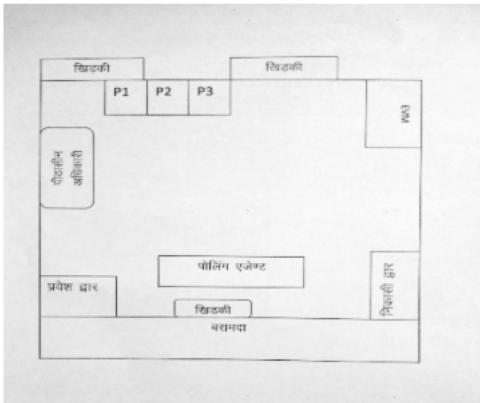 खिडकी
खिडकी
P1 P2 P3
EVM
पीठासीन
अधिकारी
पोलिंग एजेण्ट
प्रवेश द्वार
निकासी द्वार
खिडकी
बरामदा